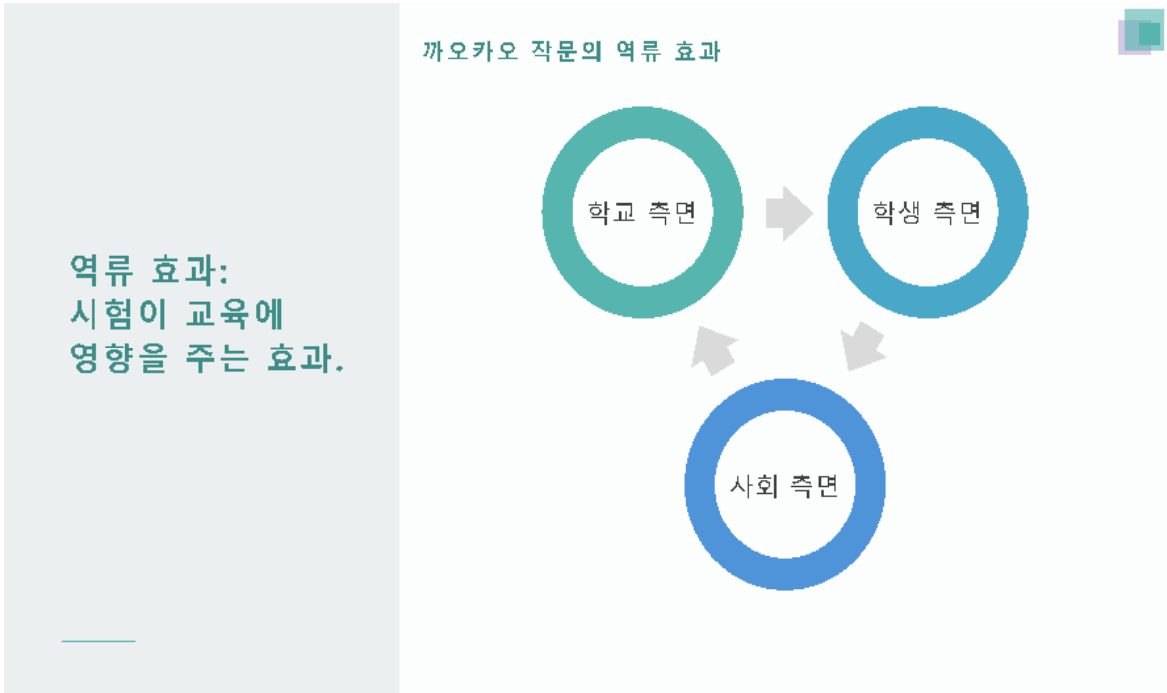 까오카오 작문의 역류 효과
역류 효과:
시험이 교육에
영향을 주는 효과.
학교 측면
학생 측면
사회 측면